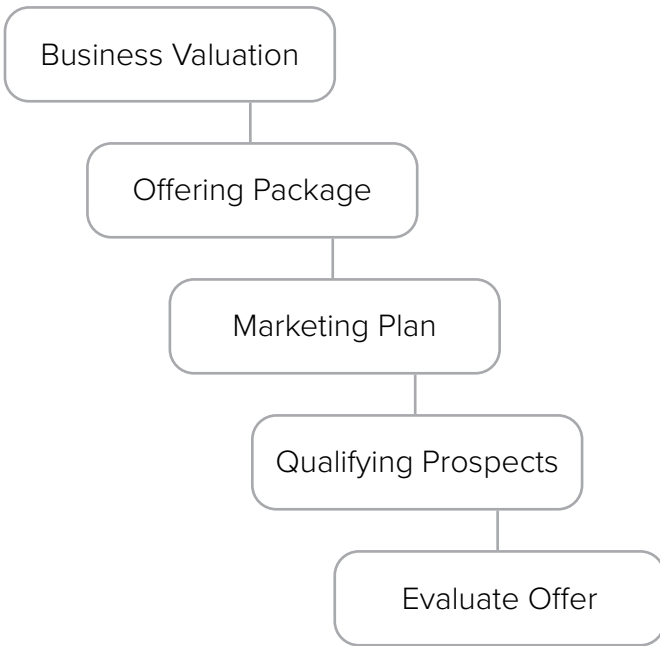 Business Valuation
Offering Package
Marketing Plan
Qualifying Prospects
Evaluate Offer